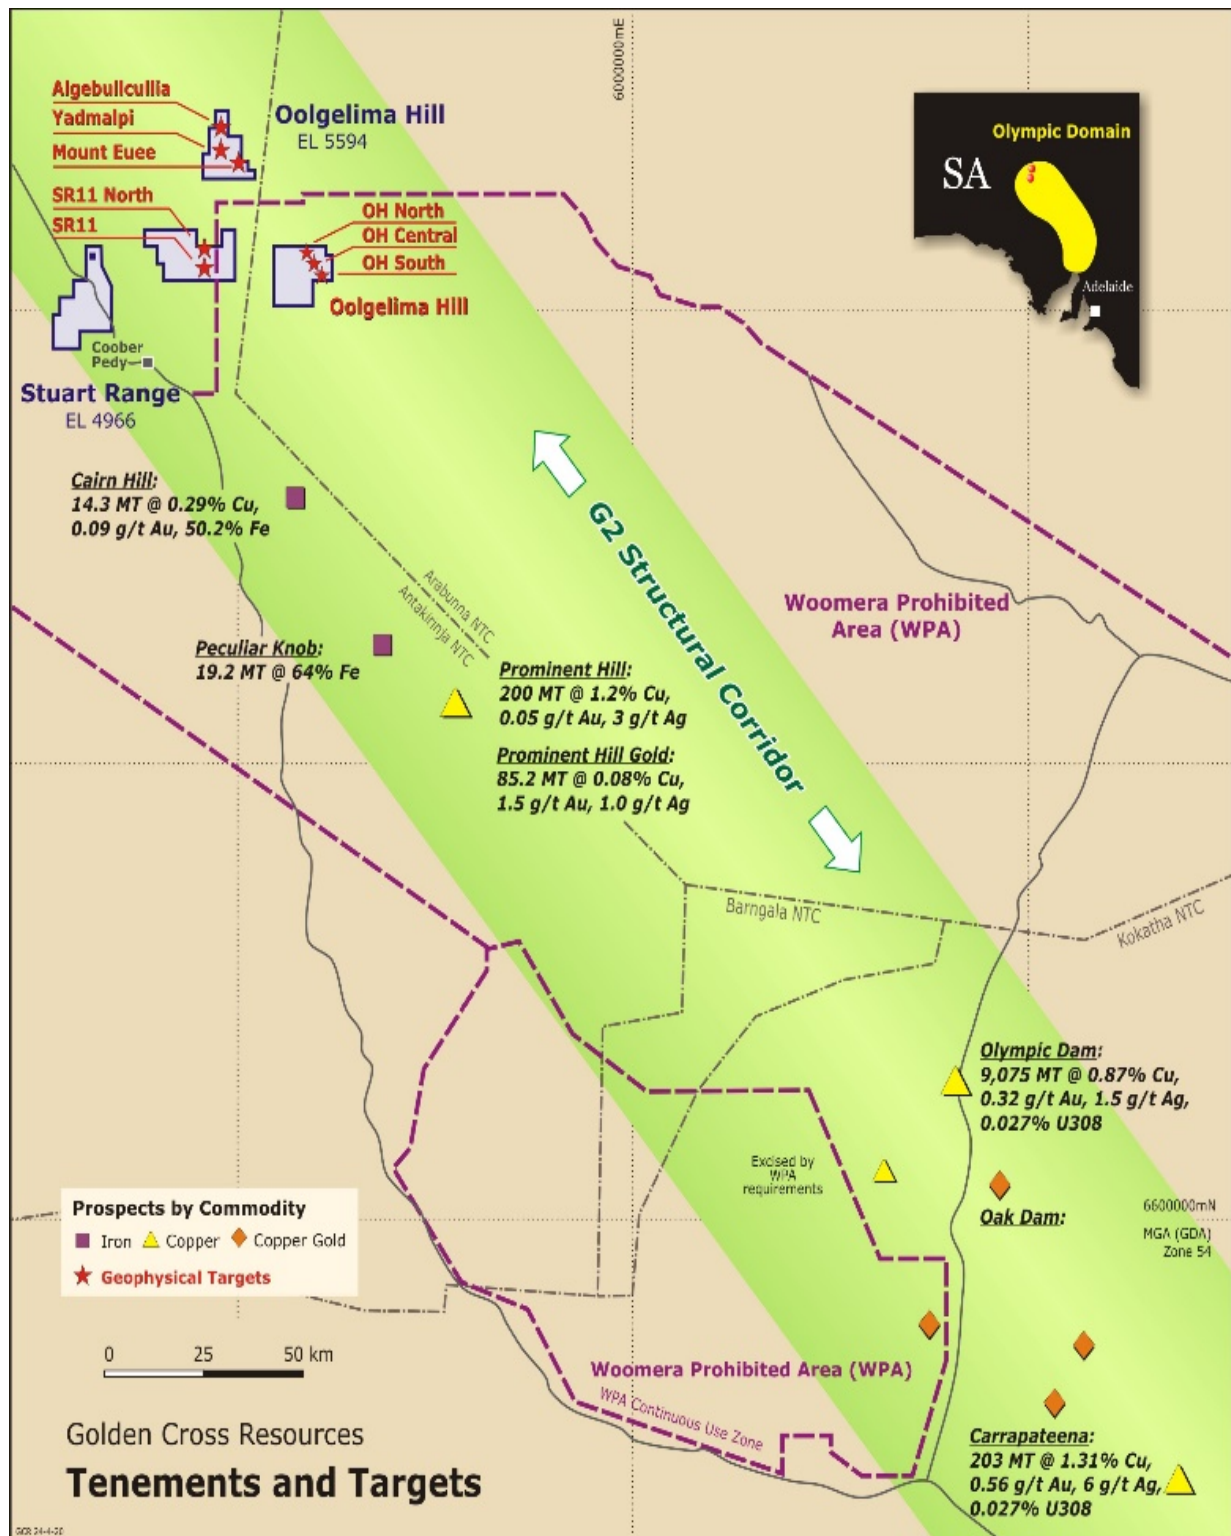 6000000mE
Algebullcullia
Yadmalpi
Mount Euee
Oolgelima Hill
EL 5594
SR11 North
SR11
OH North
OH Central
OH South
Oolgelima Hill
Olympic Domain
SA
Adelaide
Coober
Pedy
Stuart Range
EL 4966
Cairn Hill:
14.3 MT @ 0.29% Cu,
0.09 g/t Au, 50.2% Fe
G2 Structural Corridor
Arabunna NTC
Antakirinja NTC
Woomera Prohibited
Area (WPA)
Peculiar Knob:
19.2 MT @ 64% Fe
Prominent Hill:
200 MT @ 1.2% Cu,
0.05 g/t Au, 3 g/t Ag
Prominent Hill Gold:
85.2 MT @ 0.08% Cu,
1.5 g/t Au, 1.0 g/t Ag
Barngala NTC
Kokatha NTC
Olympic Dam:
9,075 MT @ 0.87% Cu,
0.32 g/t Au, 1.5 g/t Ag,
0.027% U308
Excised by
WPA
requirements
Oak Dam:
6600000mN
MGA (GDA)
Zone 54
Prospects by Commodity
Iron Copper Copper Gold
Geophysical Targets
0 25 50 km
Woomera Prohibited Area (WPA)
WPA Continuous Use Zone
Carrapateena:
203 MT @ 1.31% Cu,
0.56 g/t Au, 6 g/t Ag,
0.027% U308
Golden Cross Resources
Tenements and Targets
GCR 24-4-20